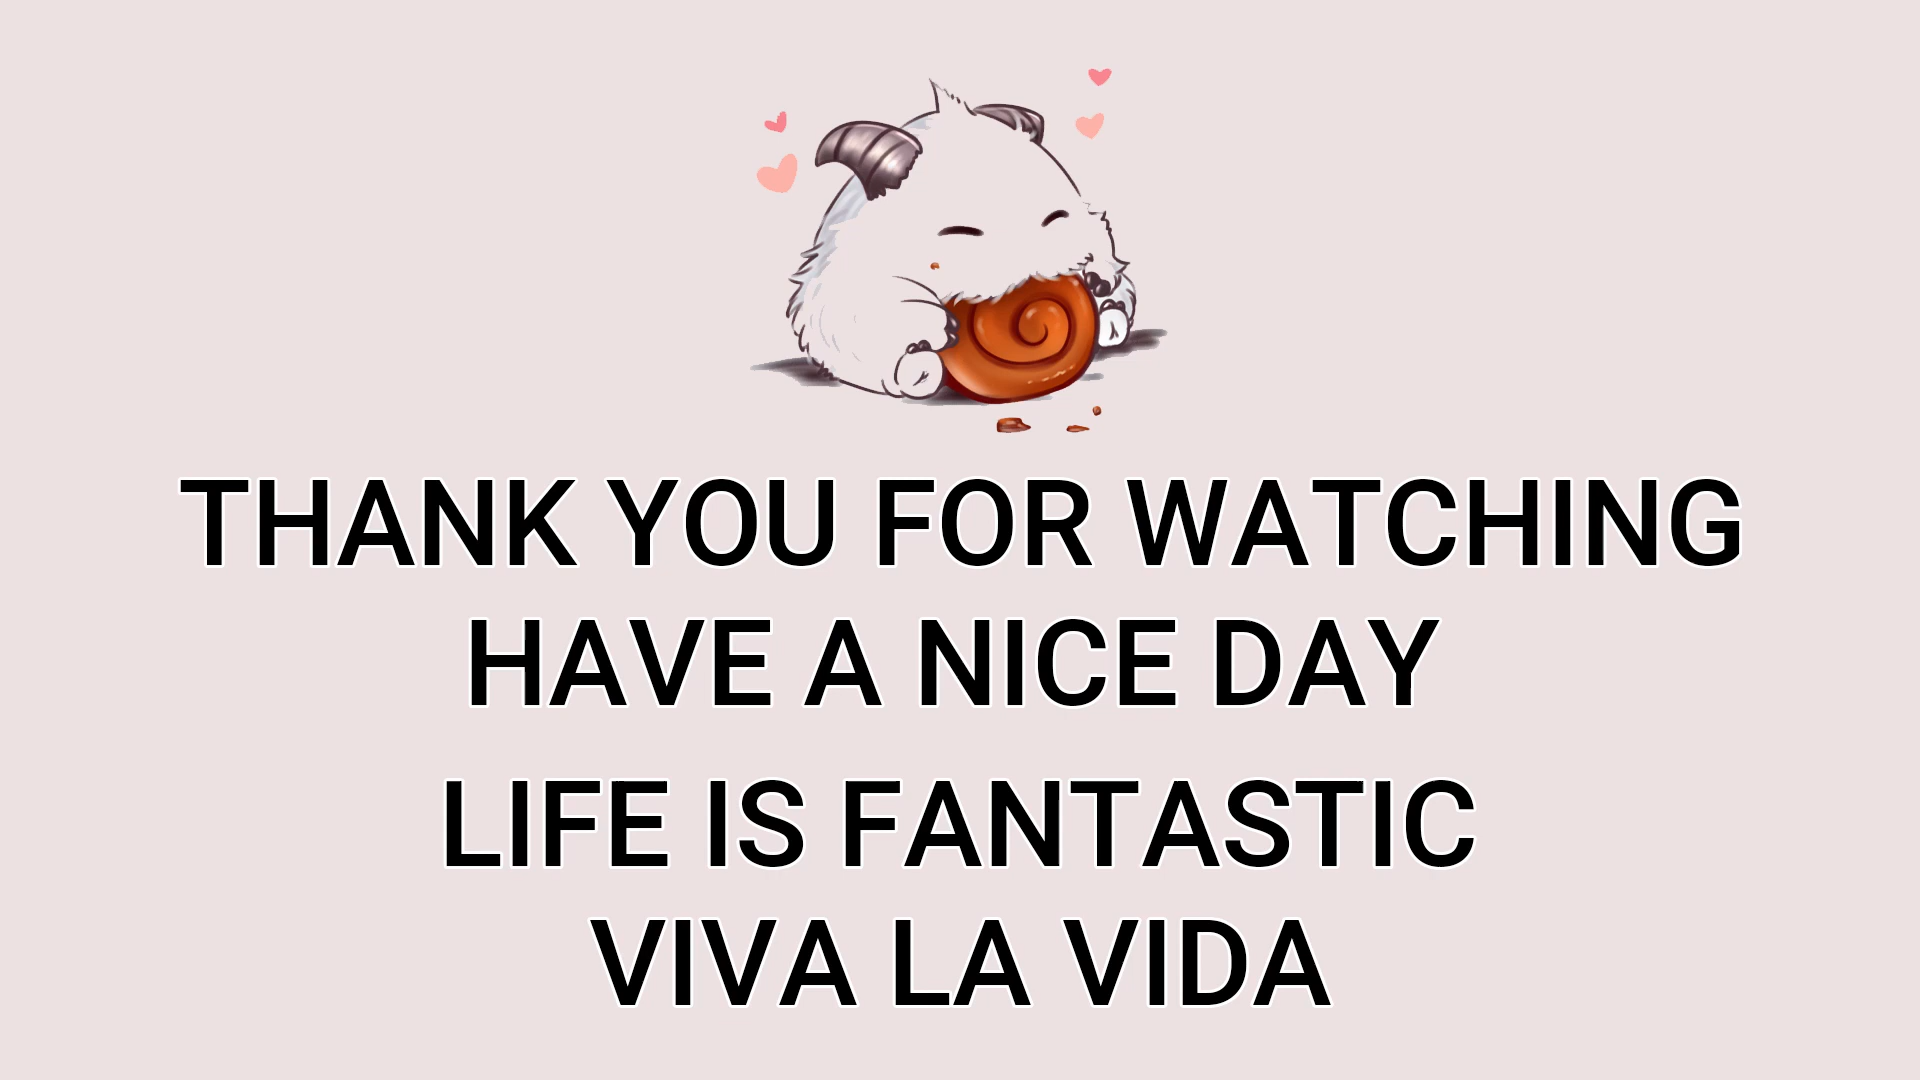 THANK YOU FOR WATCHING
HAVE A NICE DAY
LIFE IS FANTASTIC
VIVA LA VIDA